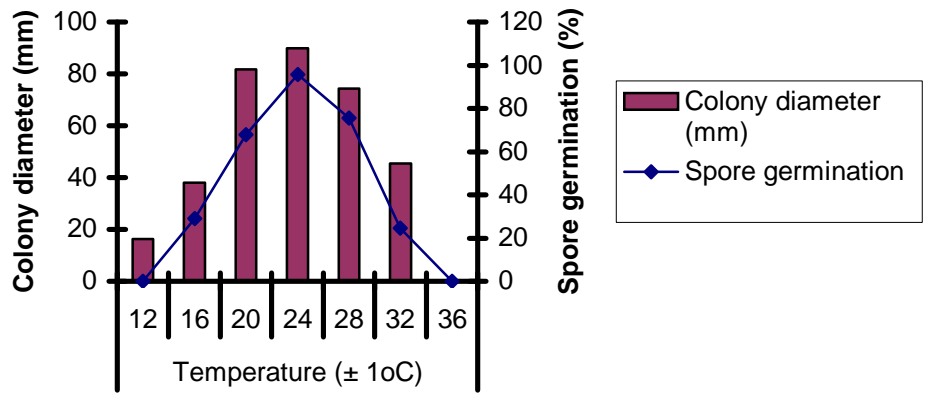 Colony diameter (mm)
100
80
60
40
20
0
120
100
80
60
40
20
0
Spore germination (%)
12 16 20 24 28 32 36
Temperature (± 1oC)
Colony diameter
(mm)
Spore germination